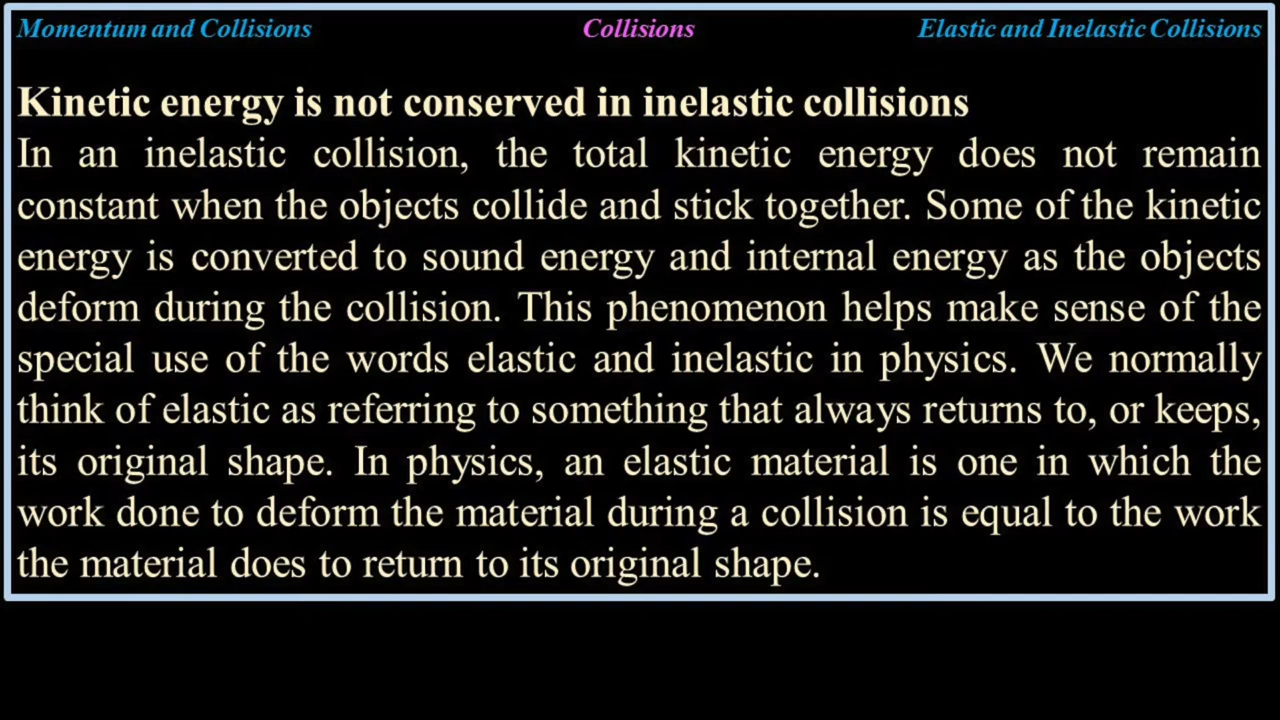 Momentum and Collisions Collisions Elastic and Inelastic Collisions
Kinetic energy is not conserved in inelastic collisions
In an inelastic collision, the total kinetic energy does not remain
constant when the objects collide and stick together. Some of the kinetic
energy is converted to sound energy and internal energy as the objects
deform during the collision. This phenomenon helps make sense of the
special use of the words elastic and inelastic in physics. We normally
think of elastic as referring to something that always returns to, or keeps,
its original shape. In physics, an elastic material is one in which the
work done to deform the material during a collision is equal to the work
the material does to return to its original shape.